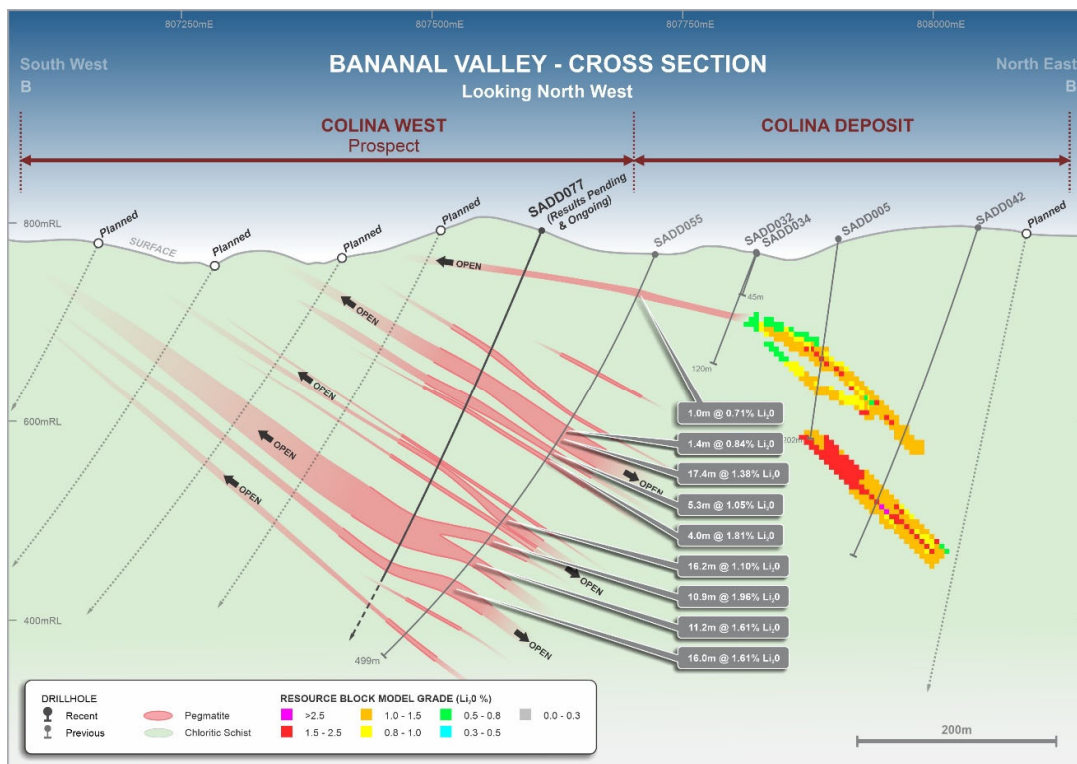 807250mE
807500mE
807750mE
808000mE
South West
B
BANANAL VALLEY - CROSS SECTION
Looking North West
North East
B
COLINA WEST
Prospect
COLINA DEPOSIT
800mRL
600mRL
400mRL
SURFACE
Planned
Planned
Planned
Planned
SADD077
(Results Pending
& Ongoing)
SADD055
SADD032
SADD034
SADD005
SADD042
Planned
OPEN
OPEN
OPEN
OPEN
OPEN
OPEN
OPEN
OPEN
45m
120m
202m
499m
1.0m @ 0.71% Li₂0
1.4m @ 0.84% Li₂0
17.4m @ 1.38% Li₂0
5.3m @ 1.05% Li₂0
4.0m @ 1.81% Li₂0
16.2m @ 1.10% Li₂0
10.9m @ 1.96% Li₂0
11.2m @ 1.61% Li₂0
16.0m @ 1.61% Li₂0
DRILLHOLE
Recent
Previous
Pegmatite
Chloritic Schist
RESOURCE BLOCK MODEL GRADE (Li₂0 %)
>2.5
1.0 - 1.5
0.5 - 0.8
0.0 - 0.3
1.5 - 2.5
0.8 - 1.0
0.3 - 0.5
200m